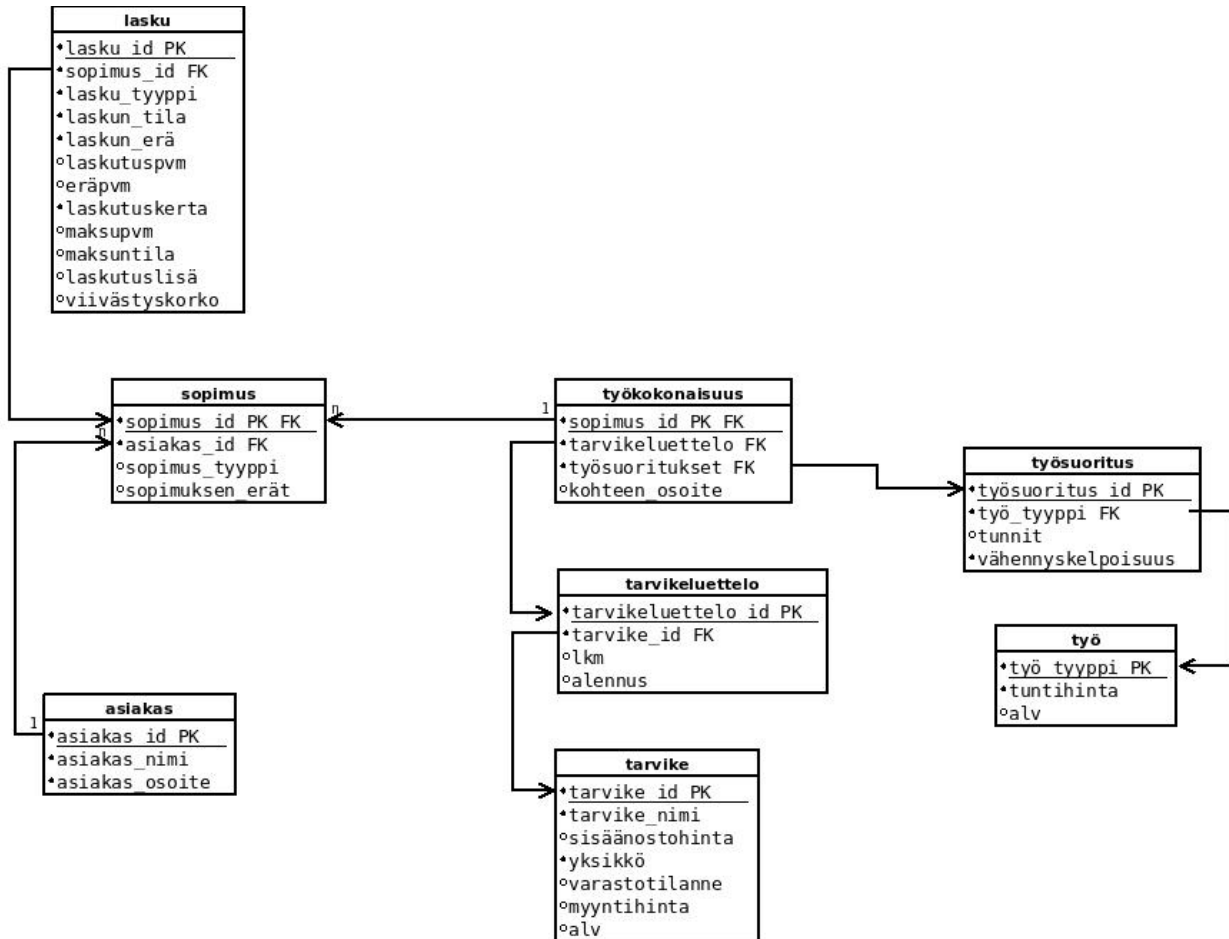 lasku
lasku_id PK
sopimus_id FK
lasku_tyyppi
laskun_tila
laskun_erä
laskutuspvm
eräpvm
laskutuskerta
maksupvm
maksuntila
laskutuslisä
viivästyskorko
sopimus
sopimus_id PK FK
asiakas_id FK
sopimus_tyyppi
sopimuksen_erät
n
n
1
työkokonaisuus
sopimus_id PK FK
tarvikeluettelo FK
työsuoritukset FK
kohteen_osoite
työsuoritus
työsuoritus_id PK
työ_tyyppi FK
tunnit
vähennyskelpoisuus
tarvikeluettelo
tarvikeluettelo_id PK
tarvike_id FK
lkm
alennus
työ
työ_tyyppi PK
tuntihinta
alv
1
asiakas
asiakas_id PK
asiakas_nimi
asiakas_osoite
tarvike
tarvike_id PK
tarvike_nimi
sisäänostohinta
yksikkö
varastotilanne
myyntihinta
alv